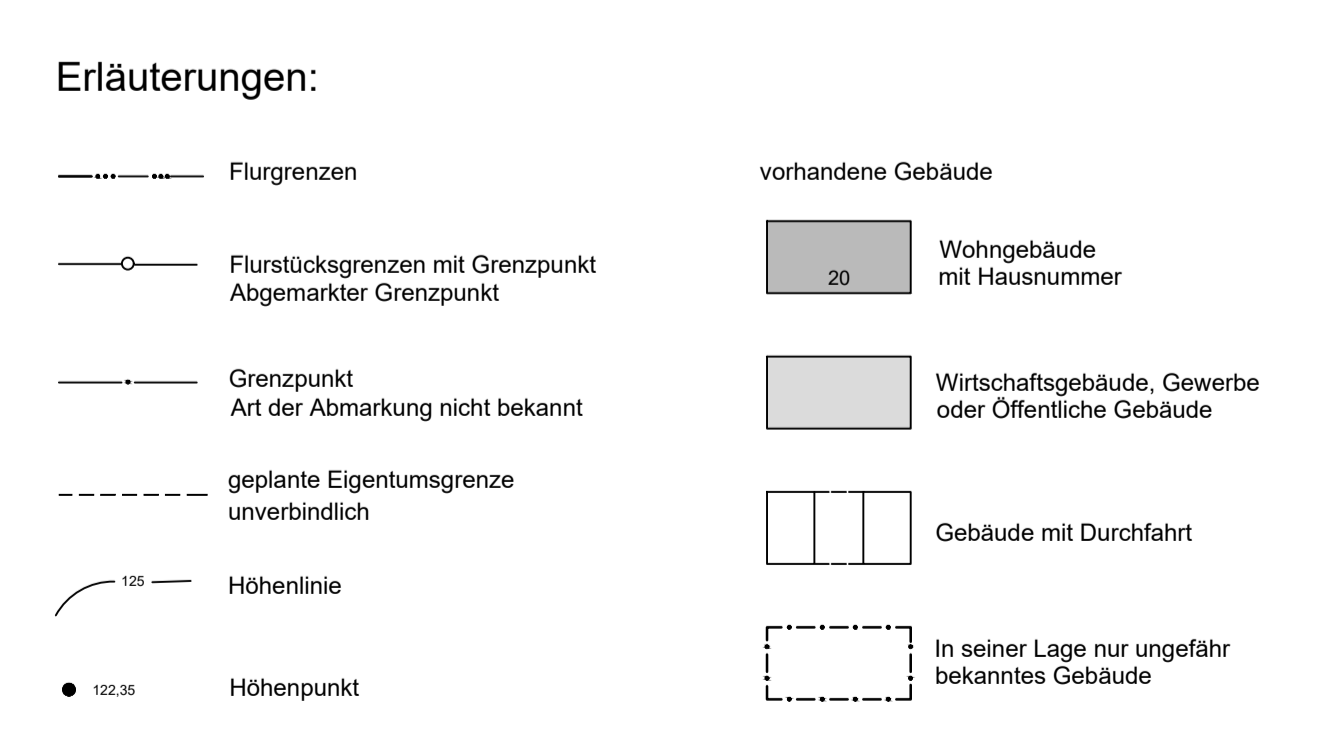 Erläuterungen:
Flurgrenzen
Flurstücksgrenzen mit Grenzpunkt
Abgemarkter Grenzpunkt
Grenzpunkt
Art der Abmarkung nicht bekannt
geplante Eigentumsgrenze
unverbindlich
125
Höhenlinie
122,35
Höhenpunkt
vorhandene Gebäude
20
Wohngebäude
mit Hausnummer
Wirtschaftsgebäude, Gewerbe
oder Öffentliche Gebäude
Gebäude mit Durchfahrt
In seiner Lage nur ungefähr
bekanntes Gebäude